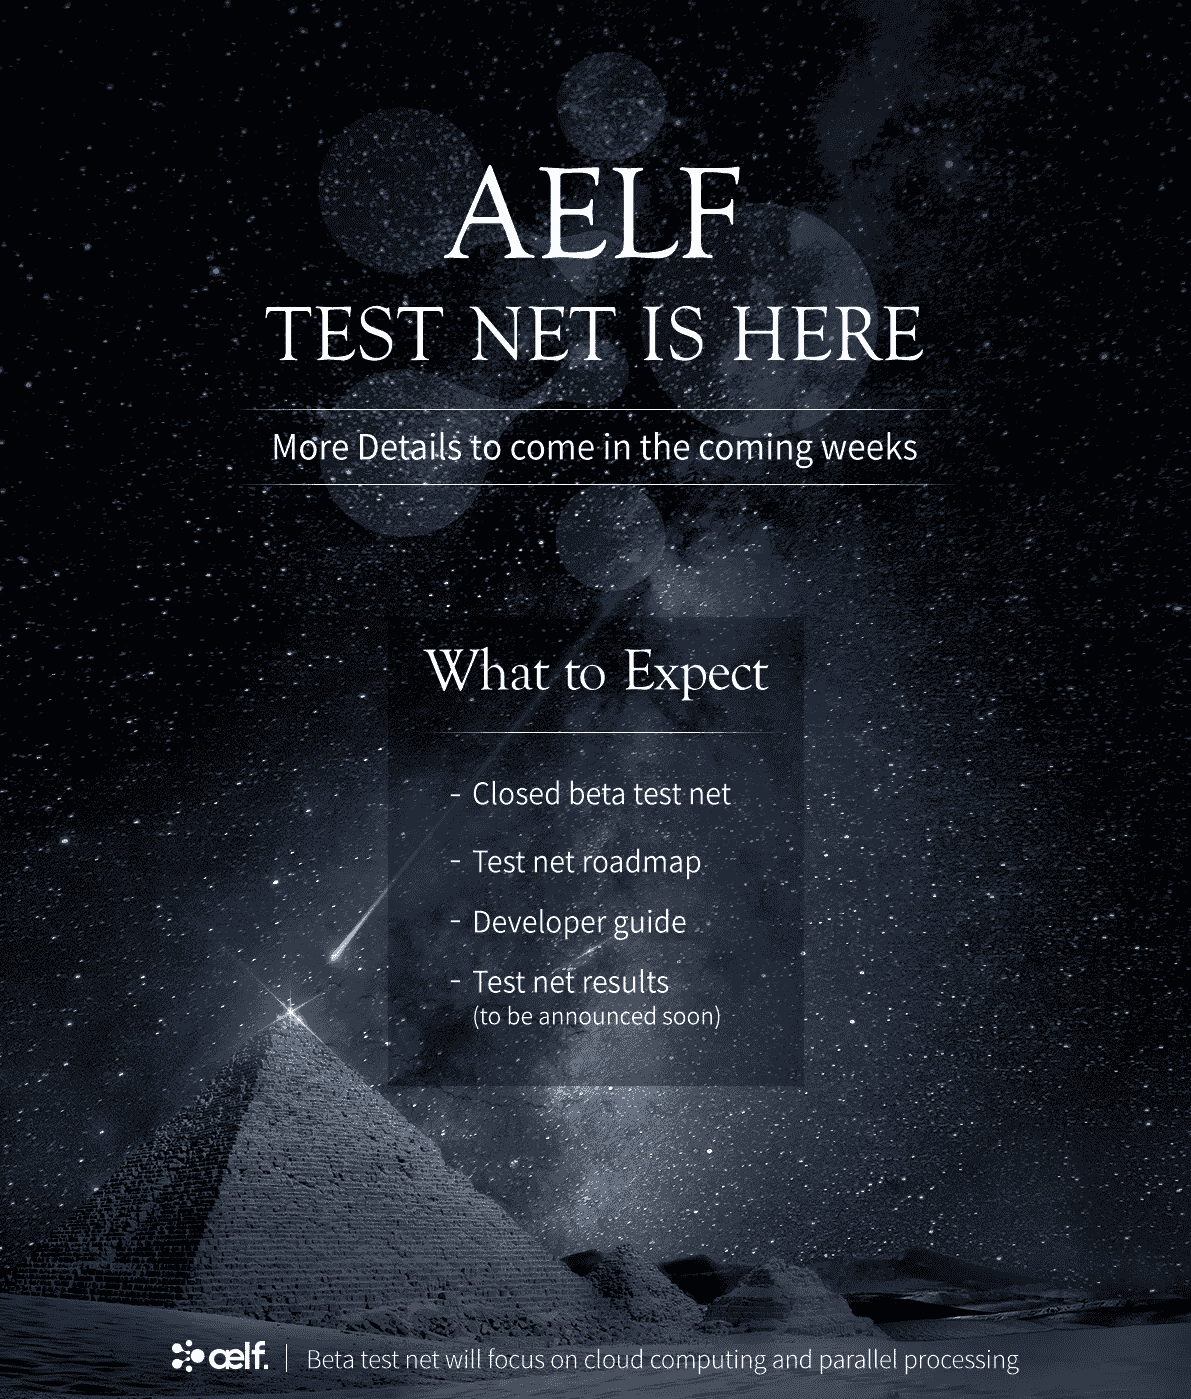 AELF
TEST NET IS HERE
More Details to come in the coming weeks
What to Expect
- Closed beta test net
- Test net roadmap
- Developer guide
- Test net results
(to be announced soon)
ælf. | Beta test net will focus on cloud computing and parallel processing